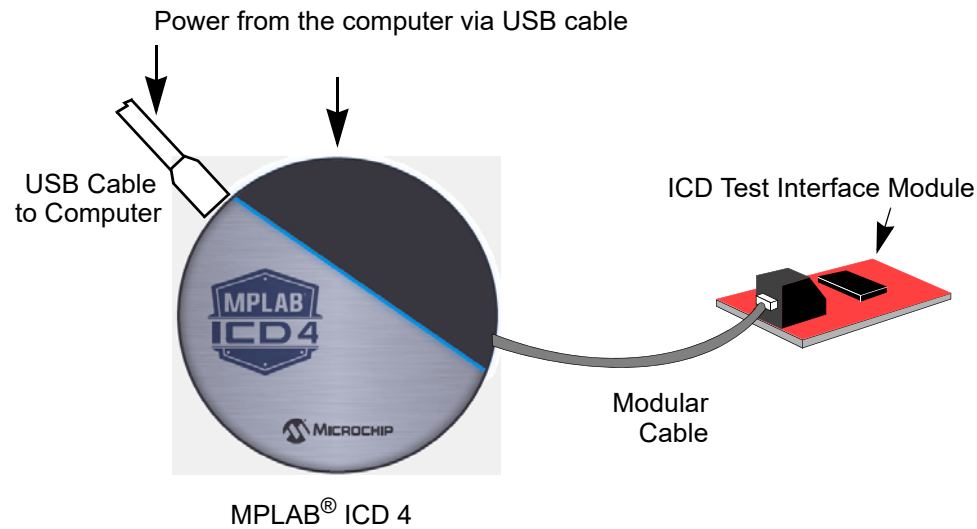 Power from the computer via USB cable
USB Cable
to Computer
ICD Test Interface Module
MPLAB
ICD 4
MICROCHIP
Modular
Cable
MPLAB® ICD 4